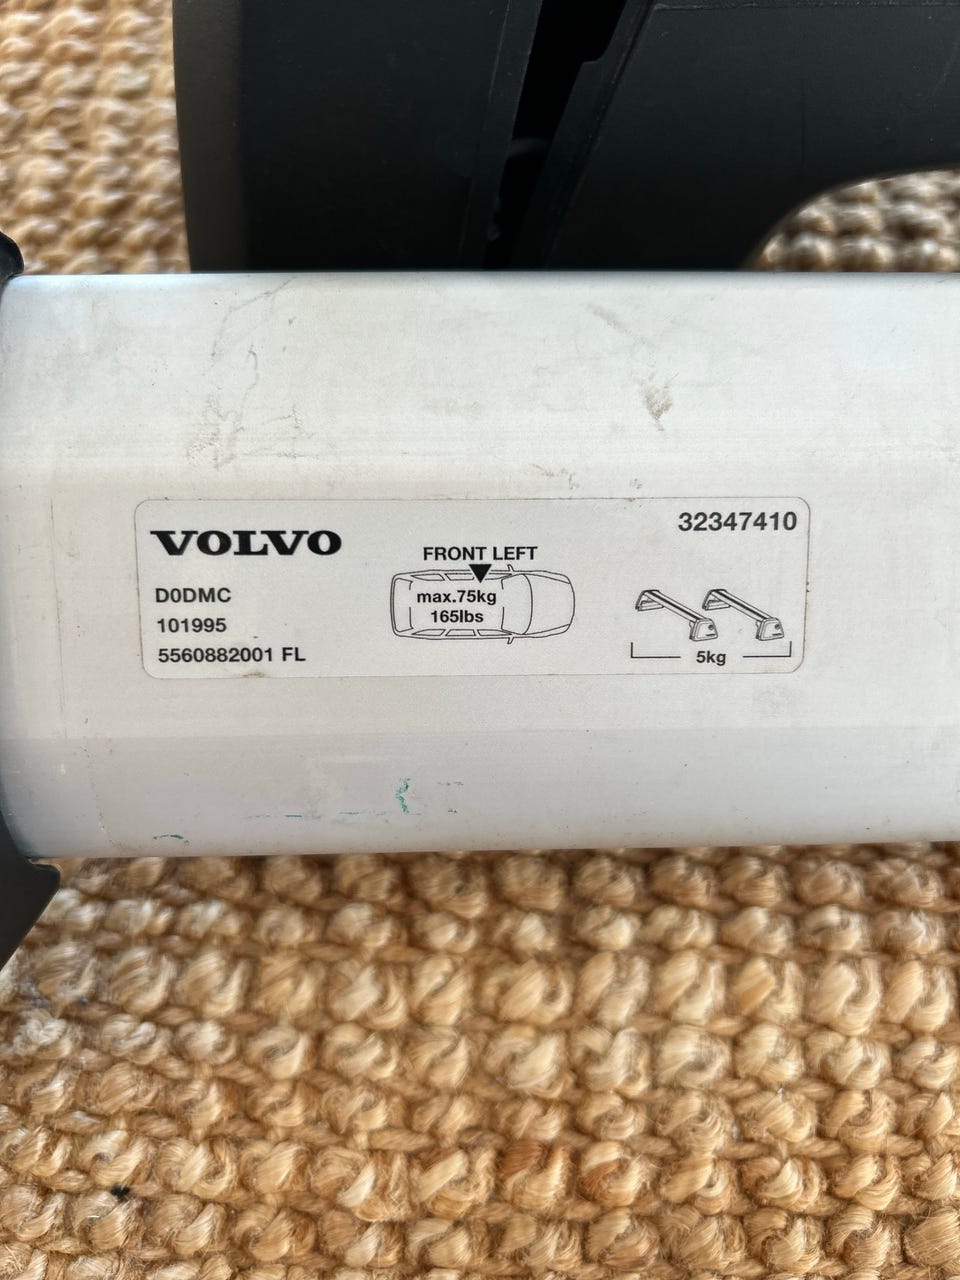 VOLVO
D0DMC
101995
5560882001 FL
FRONT LEFT
max.75kg
165lbs
32347410
5kg